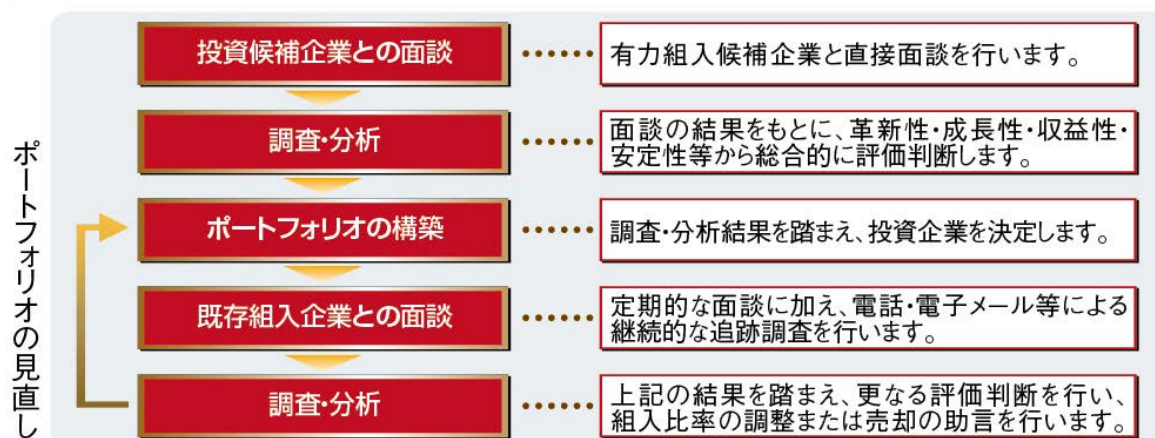 投資候補企業との面談
有力組入候補企業と直接面談を行います。
調査・分析
面談の結果をもとに、革新性・成長性・収益性・
安定性等から総合的に評価判断します。
ポートフォリオの構築
調査・分析結果を踏まえ、投資企業を決定します。
既存組入企業との面談
定期的な面談に加え、電話・電子メール等による
継続的な追跡調査を行います。
調査・分析
上記の結果を踏まえ、更なる評価判断を行い、
組入比率の調整または売却の助言を行います。
ポートフォリオの見直し